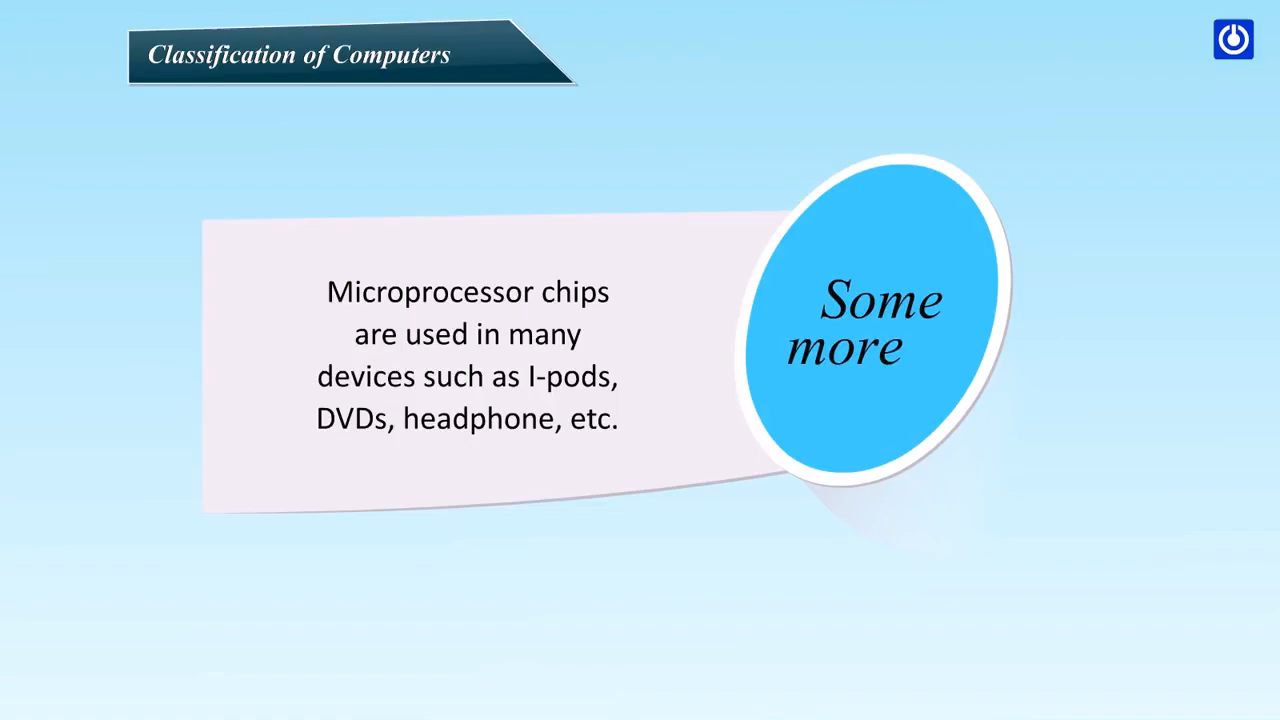 Classification of Computers
Microprocessor chips
are used in many
devices such as I-pods,
DVDs, headphone, etc.
Some
more